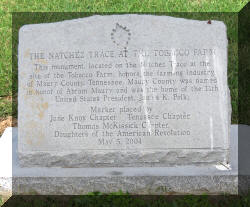 THE NATCHEZ TRACE AT THE TOBACCO FARM
This monument, located on the Natchez Trace at the
site of the Tobacco Farm, honors the farming industry
of Maury County, Tennessee. Maury County was named
in honor of Abram Maury and was the home of the 11th
United States President, James K. Polk.
Marker placed by
Jane Knox Chapter Tenassee Chapter
Thomas McKissick Chapter,
Daughters of the American Revolution
May 5, 2004